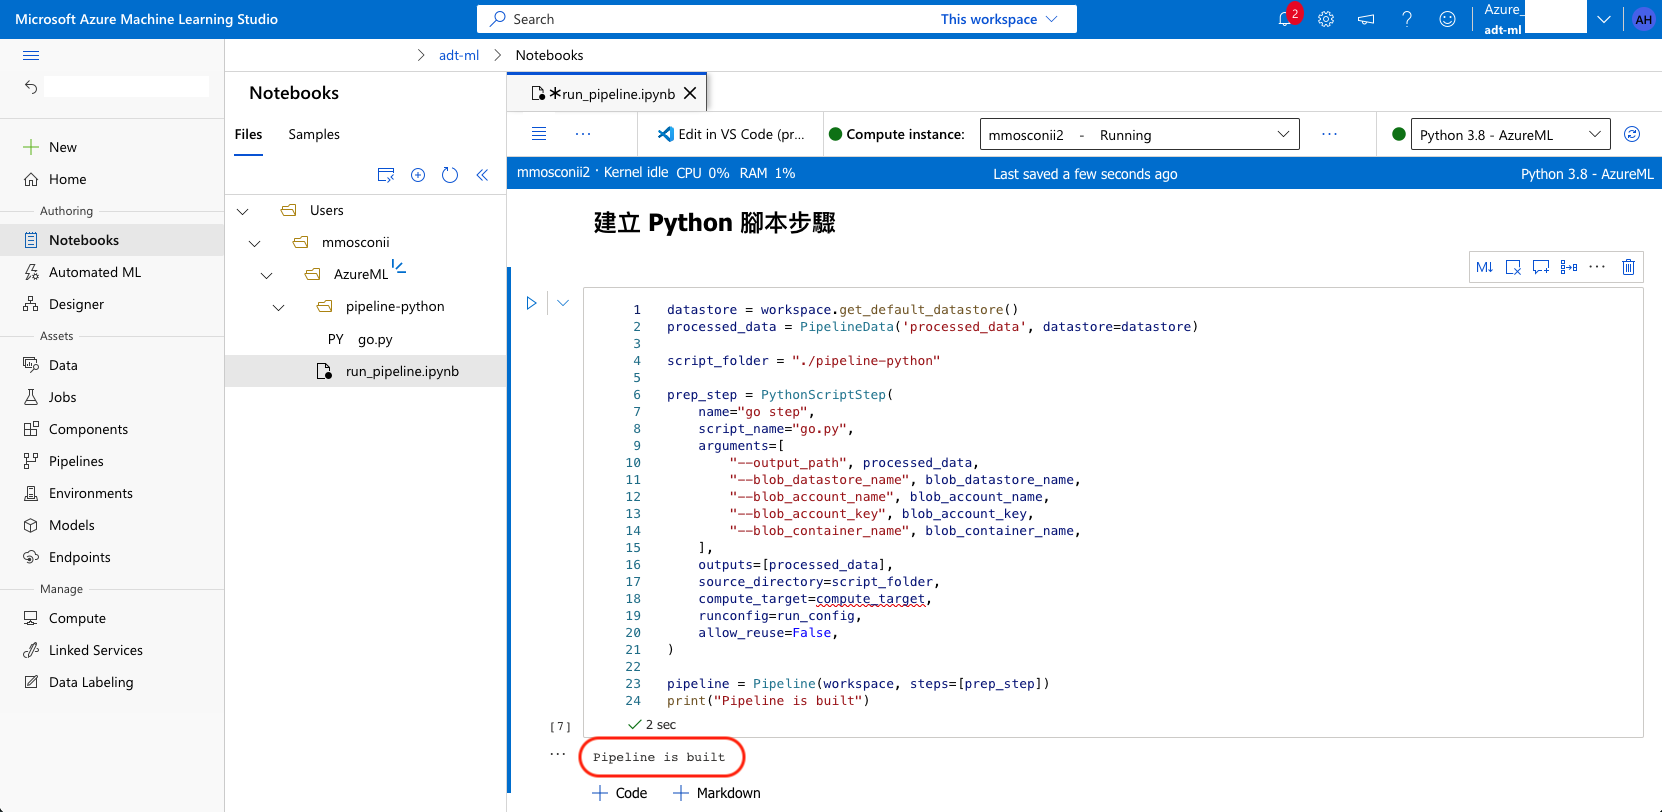 Microsoft Azure Machine Learning Studio
Search
This workspace
2
Azure_
adt-ml
AH
adt-ml
Notebooks
New
Home
Authoring
Notebooks
Automated ML
Designer
Assets
Data
Jobs
Components
Pipelines
Environments
Models
Endpoints
Manage
Compute
Linked Services
Data Labeling
Notebooks
Files
Samples
Users
mmosconii
AzureML
pipeline-python
PY go.py
run_pipeline.ipynb
*run_pipeline.ipynb
... Edit in VS Code (pr... Compute instance: mmosconii2 - Running ... Python 3.8 - AzureML
mmosconii2 · Kernel idle CPU 0% RAM 1% Last saved a few seconds ago Python 3.8 - AzureML
建立 Python 腳本步驟
M↓ ...
1 datastore = workspace.get_default_datastore()
2 processed_data = PipelineData('processed_data', datastore=datastore)
3
4 script_folder = "./pipeline-python"
5
6 prep_step = PythonScriptStep(
7 name="go step",
8 script_name="go.py",
9 arguments=[
10 "--output_path", processed_data,
11 "--blob_datastore_name", blob_datastore_name,
12 "--blob_account_name", blob_account_name,
13 "--blob_account_key", blob_account_key,
14 "--blob_container_name", blob_container_name,
15 ],
16 outputs=[processed_data],
17 source_directory=script_folder,
18 compute_target=compute_target,
19 runconfig=run_config,
20 allow_reuse=False,
21 )
22
23 pipeline = Pipeline(workspace, steps=[prep_step])
24 print("Pipeline is built")
[7] 2 sec
... Pipeline is built
Code Markdown